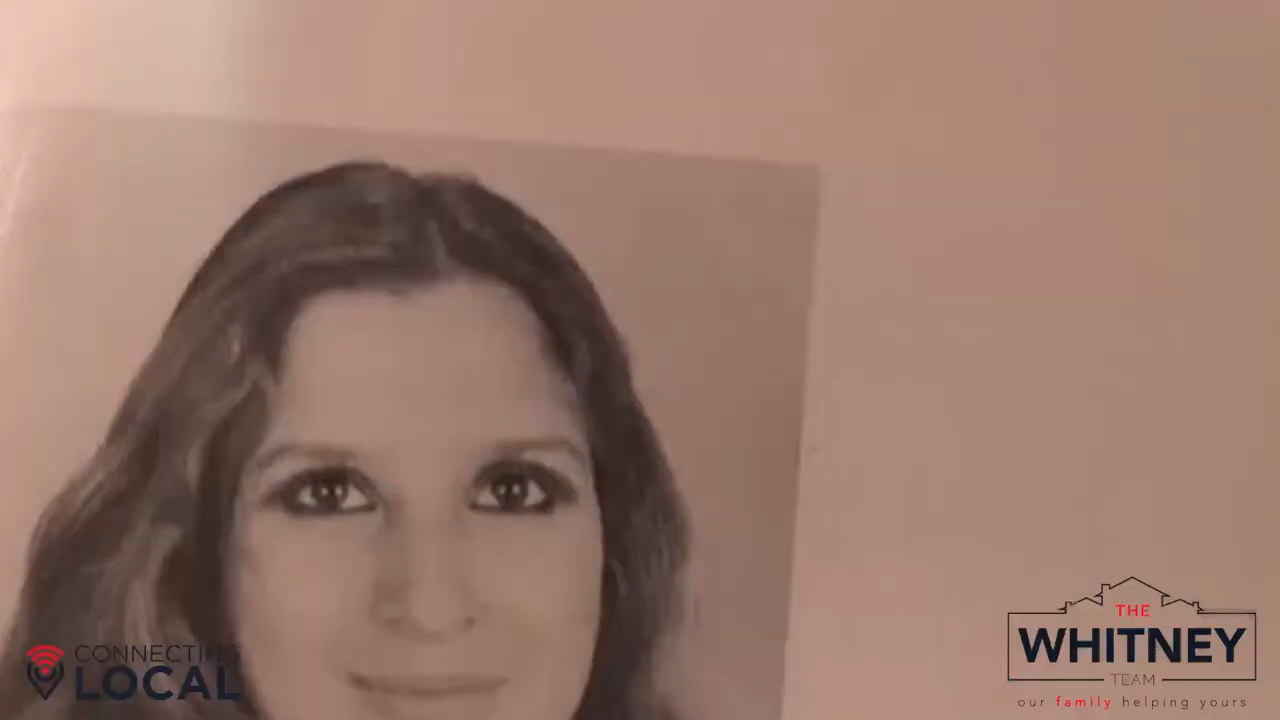 CONNECTING
LOCAL
THE
WHITNEY
TEAM
our family helping yours